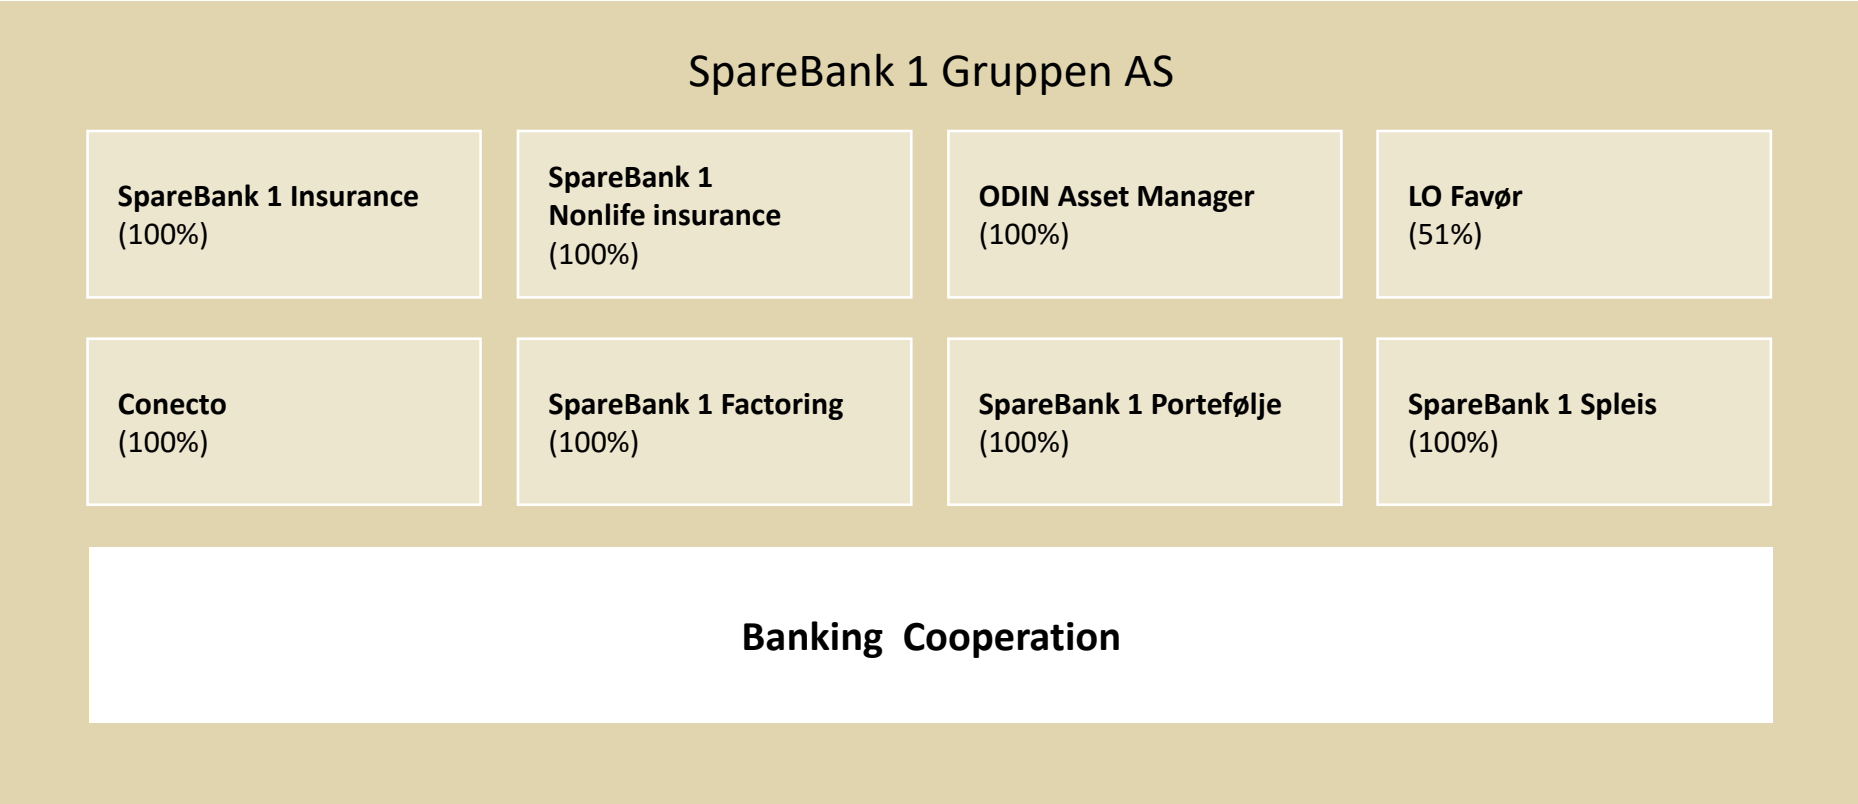 SpareBank 1 Gruppen AS
SpareBank 1 Insurance
(100%)
SpareBank 1
Nonlife insurance
(100%)
ODIN Asset Manager
(100%)
LO Favør
(51%)
Conecto
(100%)
SpareBank 1 Factoring
(100%)
SpareBank 1 Portefølje
(100%)
SpareBank 1 Spleis
(100%)
Banking  Cooperation